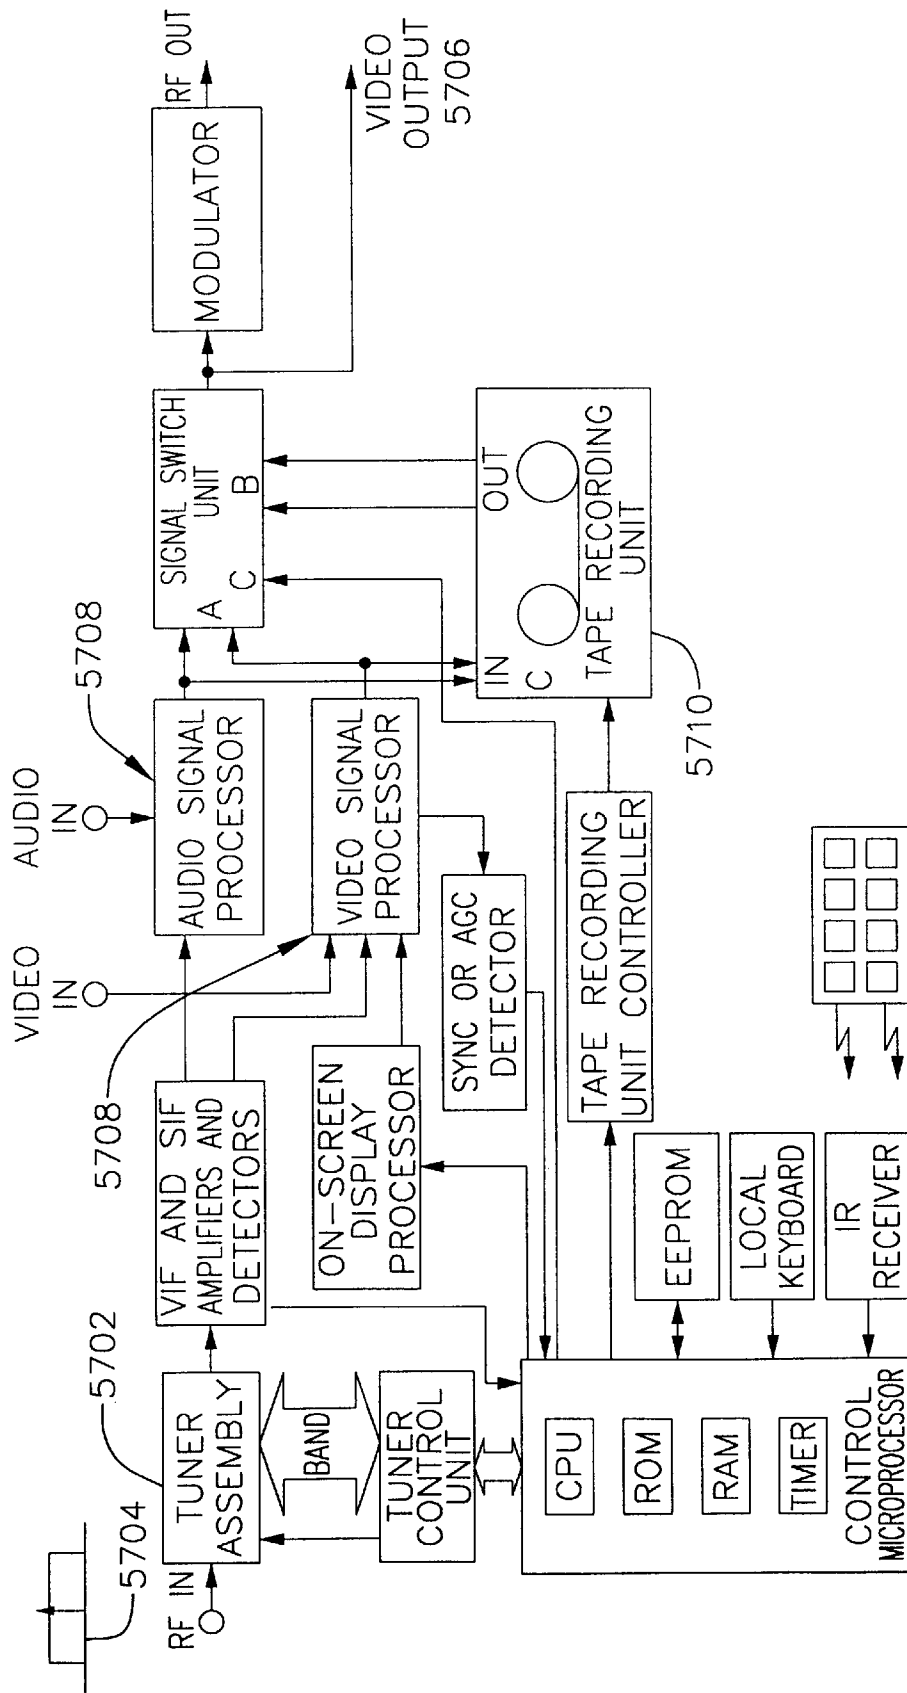 5704
RF IN
5702
TUNER
ASSEMBLY
BAND
TUNER
CONTROL
UNIT
VIF AND SIF
AMPLIFIERS AND
DETECTORS
VIDEO
IN
AUDIO
IN
5708
5708
AUDIO SIGNAL
PROCESSOR
VIDEO SIGNAL
PROCESSOR
ON-SCREEN
DISPLAY
PROCESSOR
SYNC OR AGC
DETECTOR
SIGNAL SWITCH
UNIT
A
B
C
MODULATOR
RF OUT
VIDEO
OUTPUT
5706
IN
OUT
C
TAPE RECORDING
UNIT
5710
TAPE RECORDING
UNIT CONTROLLER
CPU
ROM
RAM
TIMER
CONTROL
MICROPROCESSOR
EEPROM
LOCAL
KEYBOARD
IR
RECEIVER